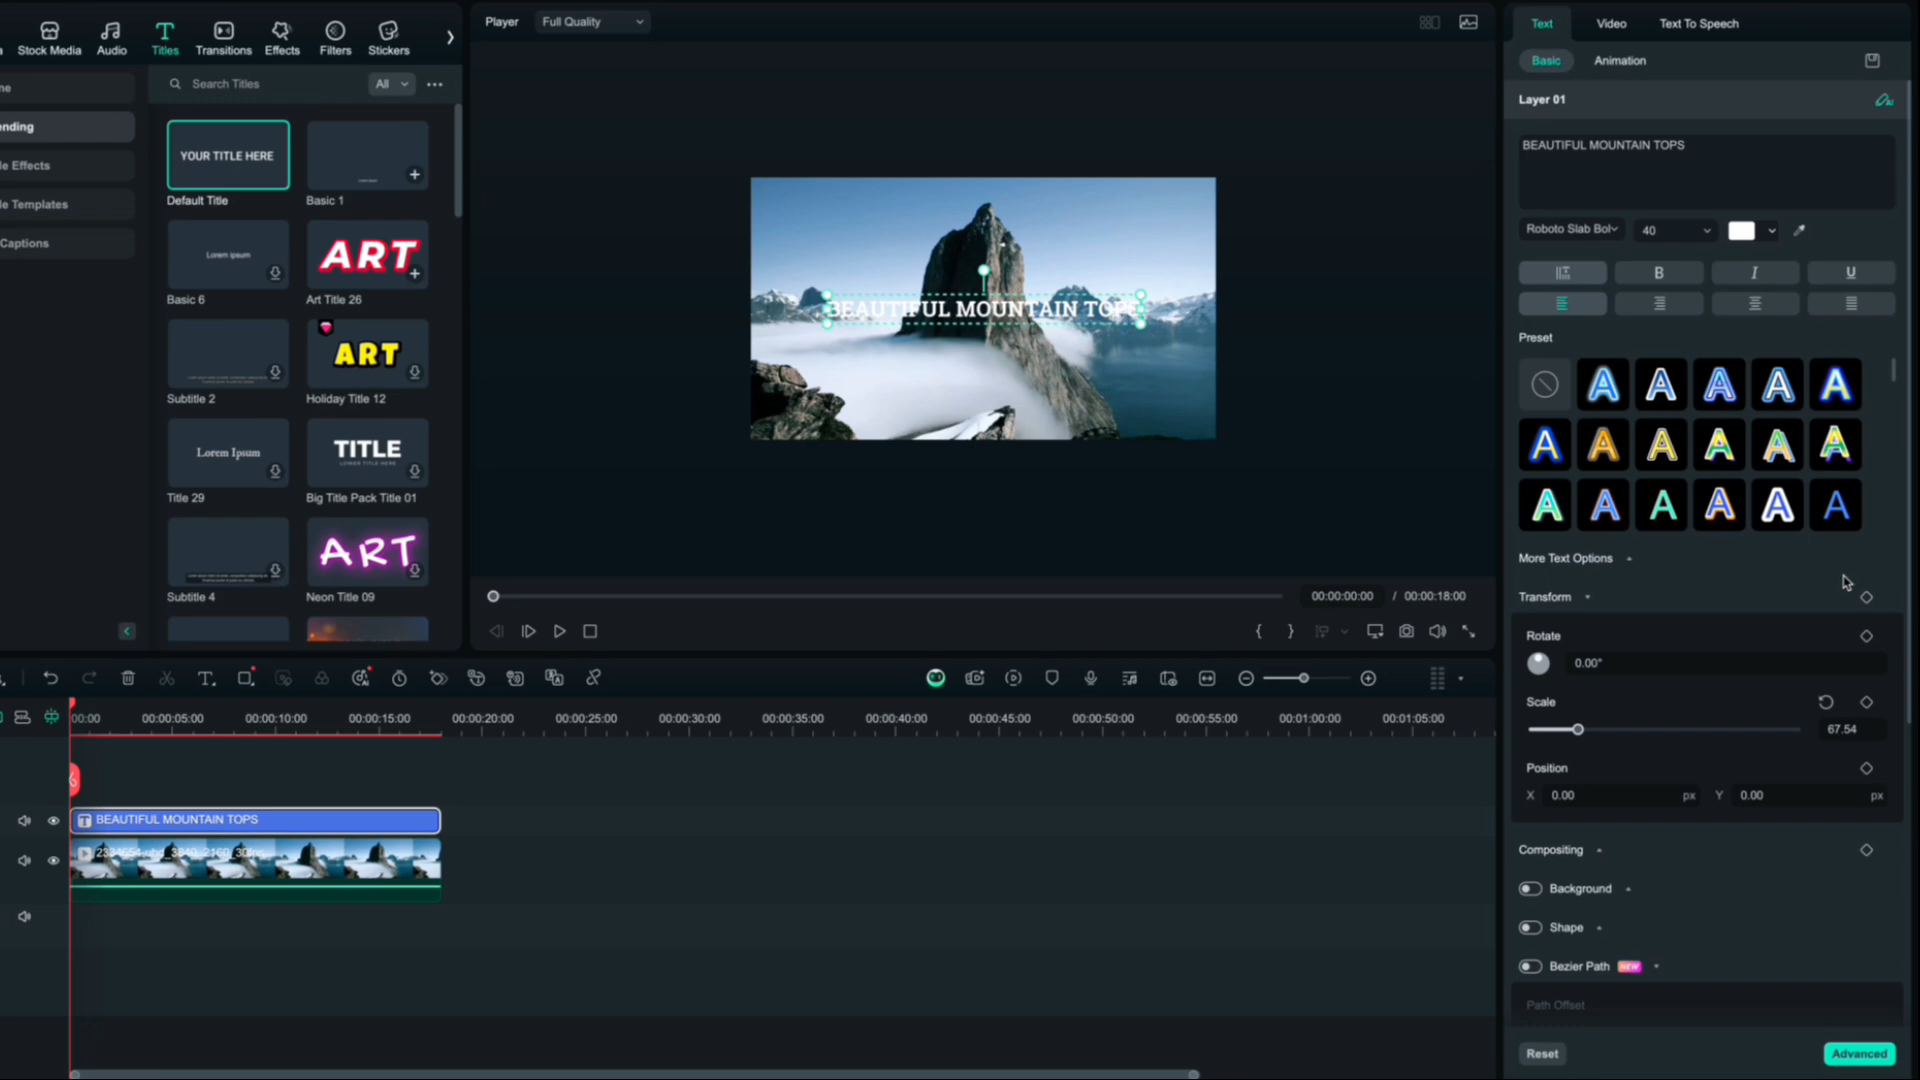 Stock Media
Audio
Titles
Transitions
Effects
Filters
Stickers
Search Titles
All
YOUR TITLE HERE
Default Title
Basic 1
Lorem ipsum
Basic 6
ART
Art Title 26
Subtitle 2
ART
Holiday Title 12
Lorem Ipsum
Title 29
TITLE
LOWER TITLE HERE
Big Title Pack Title 01
Subtitle 4
ART
Neon Title 09
ending
le Effects
le Templates
Captions
Player
Full Quality
BEAUTIFUL MOUNTAIN TOPS
00:00:00:00 / 00:00:18:00
Text
Video
Text To Speech
Basic
Animation
Layer 01
BEAUTIFUL MOUNTAIN TOPS
Roboto Slab Bol
40
B
I
U
Preset
More Text Options
Transform
Rotate
0.00°
Scale
67.54
Position
X 0.00 px Y 0.00 px
Compositing
Background
Shape
Bezier Path NEW
Path Offset
Reset
Advanced
00:00
00:00:05:00
00:00:10:00
00:00:15:00
00:00:20:00
00:00:25:00
00:00:30:00
00:00:35:00
00:00:40:00
00:00:45:00
00:00:50:00
00:00:55:00
00:01:00:00
00:01:05:00
BEAUTIFUL MOUNTAIN TOPS